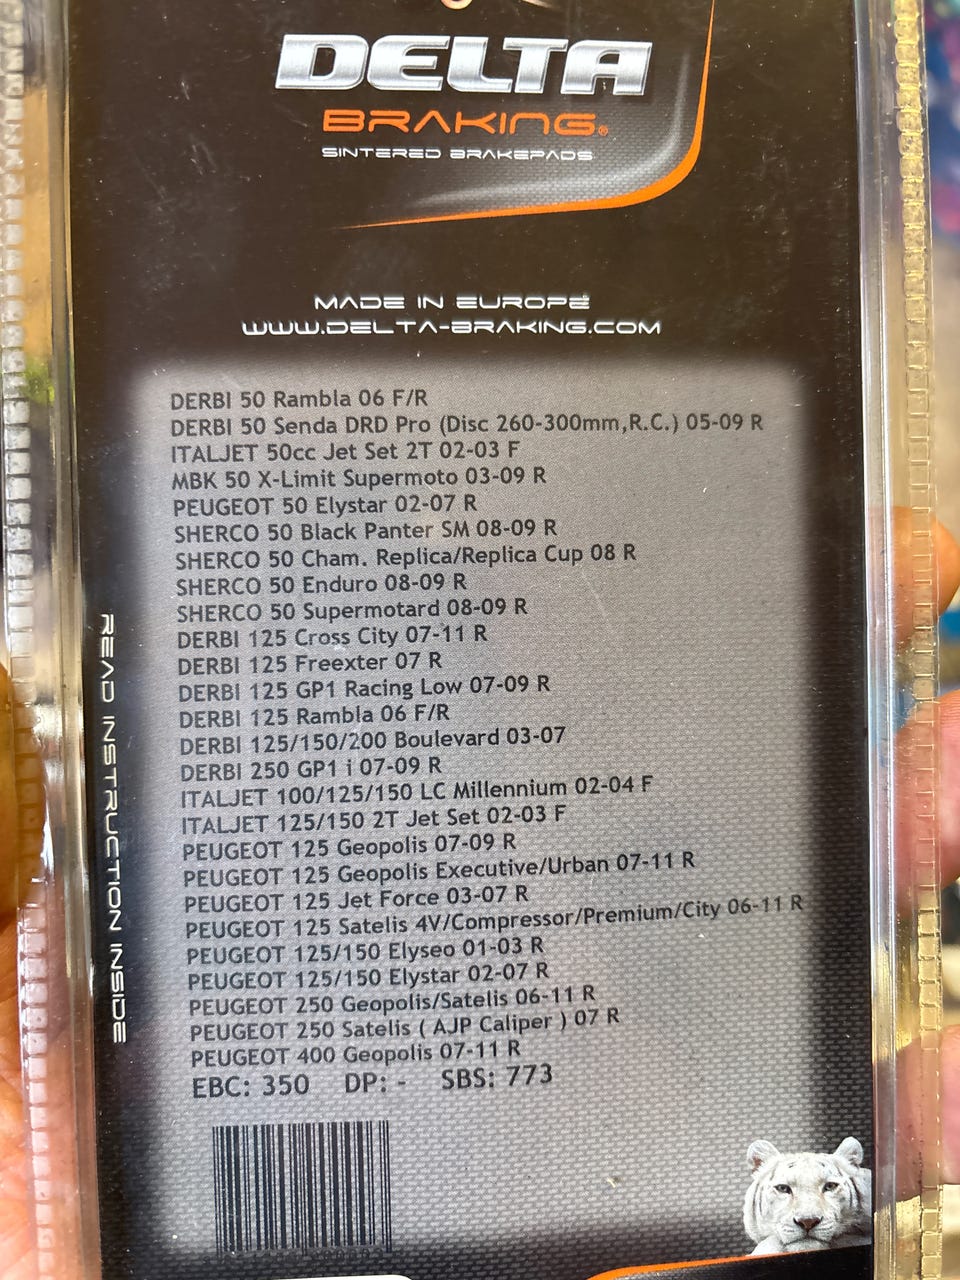 DELTA
BRAKING®
SINTERED BRAKEPADS
MADE IN EUROPE
WWW.DELTA-BRAKING.COM
DERBI 50 Rambla 06 F/R
DERBI 50 Senda DRD Pro (Disc 260-300mm,R.C.) 05-09 R
ITALJET 50cc Jet Set 2T 02-03 F
MBK 50 X-Limit Supermoto 03-09 R
PEUGEOT 50 Elystar 02-07 R
SHERCO 50 Black Panter SM 08-09 R
SHERCO 50 Cham. Replica/Replica Cup 08 R
SHERCO 50 Enduro 08-09 R
SHERCO 50 Supermotard 08-09 R
DERBI 125 Cross City 07-11 R
DERBI 125 Freexter 07 R
DERBI 125 GP1 Racing Low 07-09 R
DERBI 125 Rambla 06 F/R
DERBI 125/150/200 Boulevard 03-07
DERBI 250 GP1 i 07-09 R
ITALJET 100/125/150 LC Millennium 02-04 F
ITALJET 125/150 2T Jet Set 02-03 F
PEUGEOT 125 Geopolis 07-09 R
PEUGEOT 125 Geopolis Executive/Urban 07-11 R
PEUGEOT 125 Jet Force 03-07 R
PEUGEOT 125 Satelis 4V/Compressor/Premium/City 06-11 R
PEUGEOT 125/150 Elyseo 01-03 R
PEUGEOT 125/150 Elystar 02-07 R
PEUGEOT 250 Geopolis/Satelis 06-11 R
PEUGEOT 250 Satelis ( AJP Caliper ) 07 R
PEUGEOT 400 Geopolis 07-11 R
EBC: 350 DP: - SBS: 773
READ INSTRUCTION INSIDE